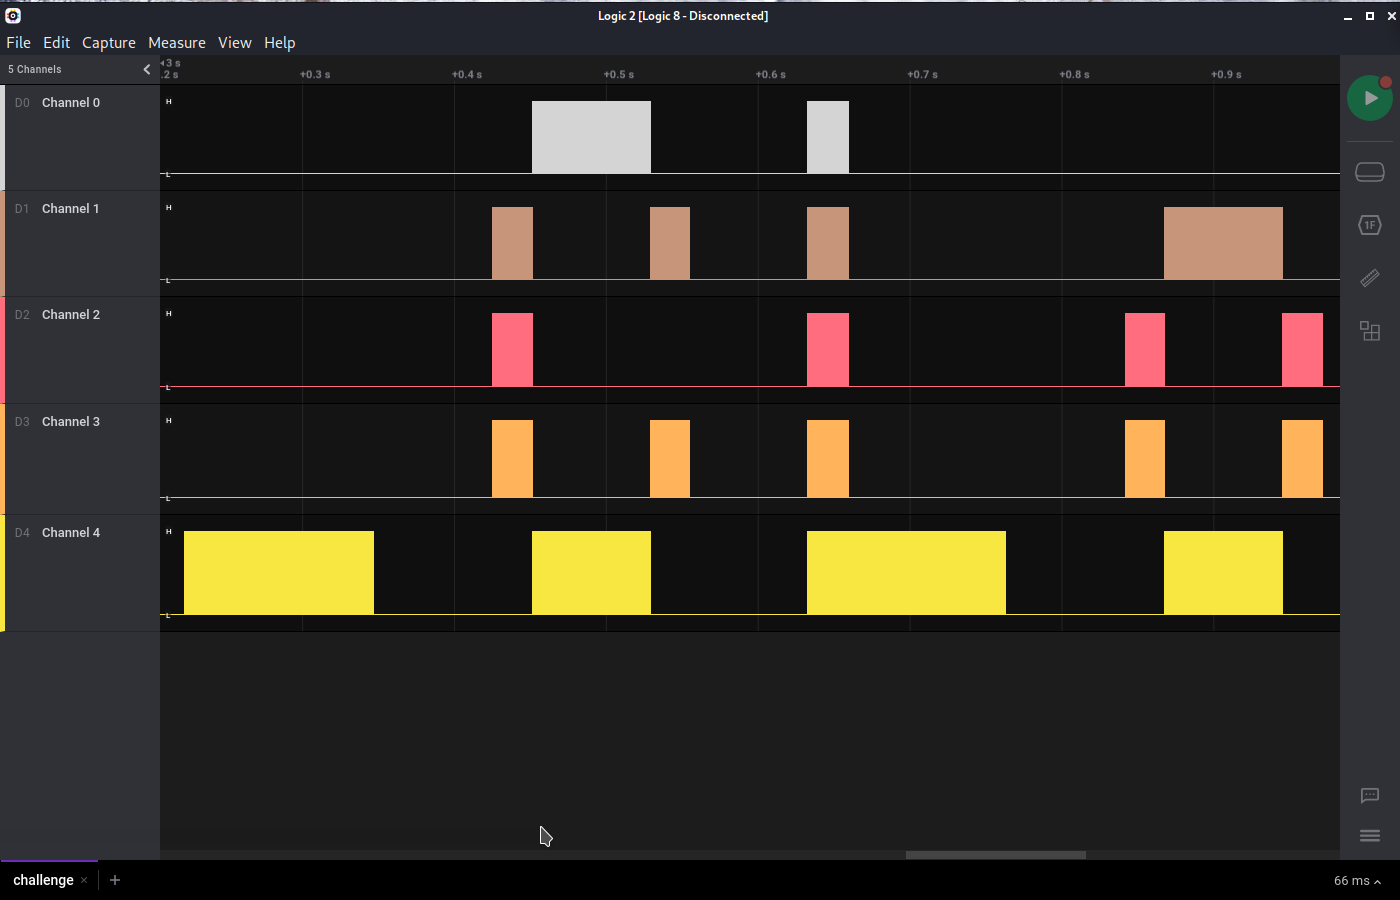 Logic 2 [Logic 8 - Disconnected]
File Edit Capture Measure View Help
5 Channels
3 s
.2 s +0.3 s +0.4 s +0.5 s +0.6 s +0.7 s +0.8 s +0.9 s
D0 Channel 0
H
L
D1 Channel 1
H
L
1F
D2 Channel 2
H
L
D3 Channel 3
H
L
D4 Channel 4
H
L
challenge × +
66 ms